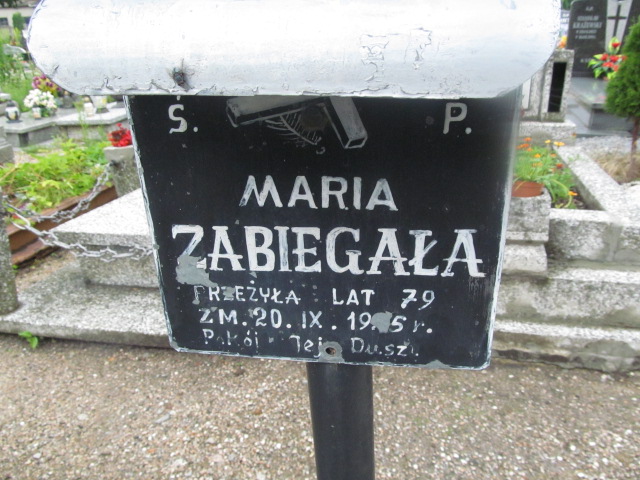 Ś. P.
MARIA
ZABIEGAŁA
PRZEŻYŁA LAT 79
ZM. 20. IX. r.
Pokój Jej Duszy